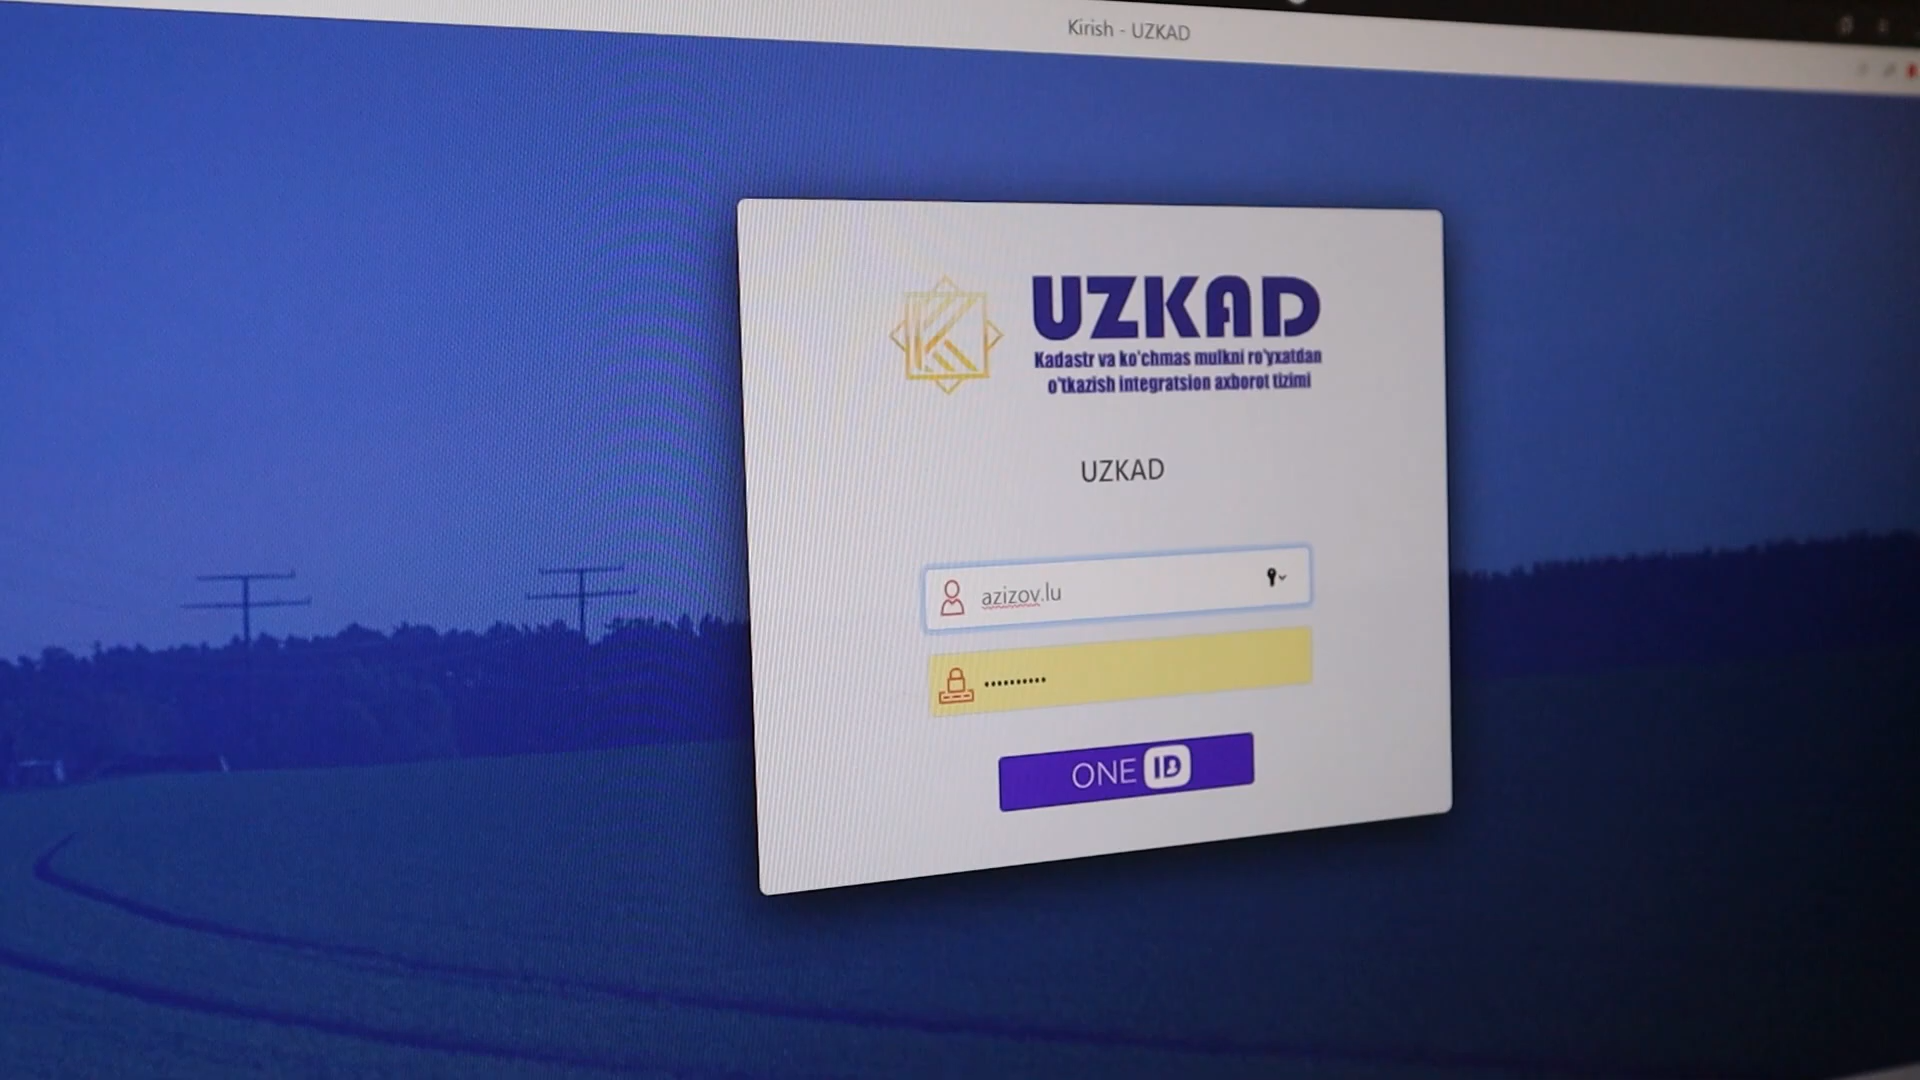 Kirish - UZKAD
UZKAD
Kadastr va ko'chmas mulkni ro'yxatdan
o'tkazish integratsion axborot tizimi
UZKAD
azizov.lu
••••••••••
ONE ID